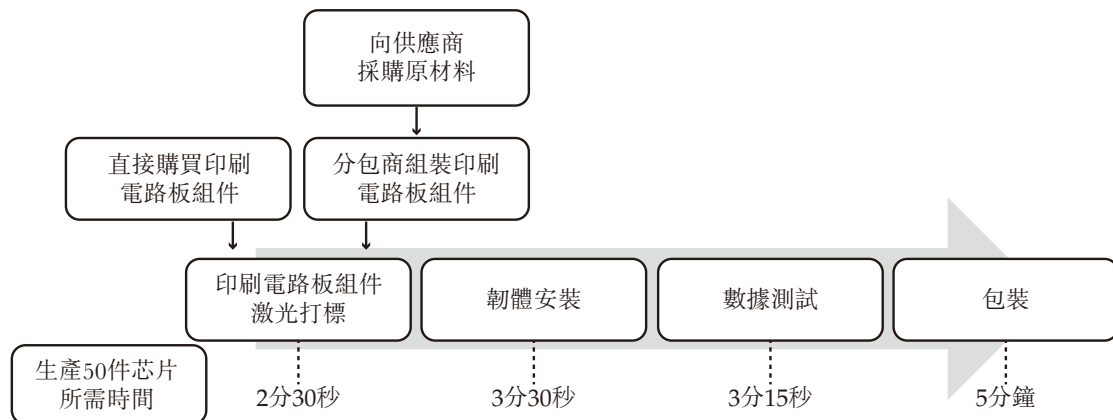 向供應商
採購原材料
直接購買印刷
電路板組件
分包商組裝印刷
電路板組件
印刷電路板組件
激光打標
韌體安裝
數據測試
包裝
生產50件芯片
所需時間
2分30秒
3分30秒
3分15秒
5分鐘